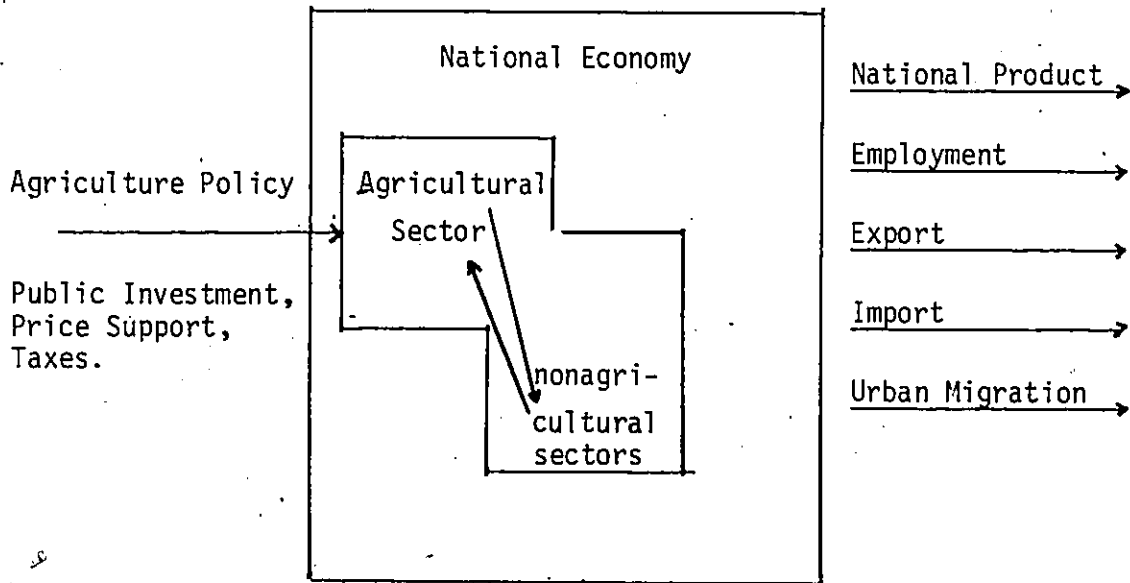 National Economy
Agriculture Policy
Public Investment,
Price Support,
Taxes.
Agricultural
Sector
nonagri-
cultural
sectors
National Product
Employment
Export
Import
Urban Migration